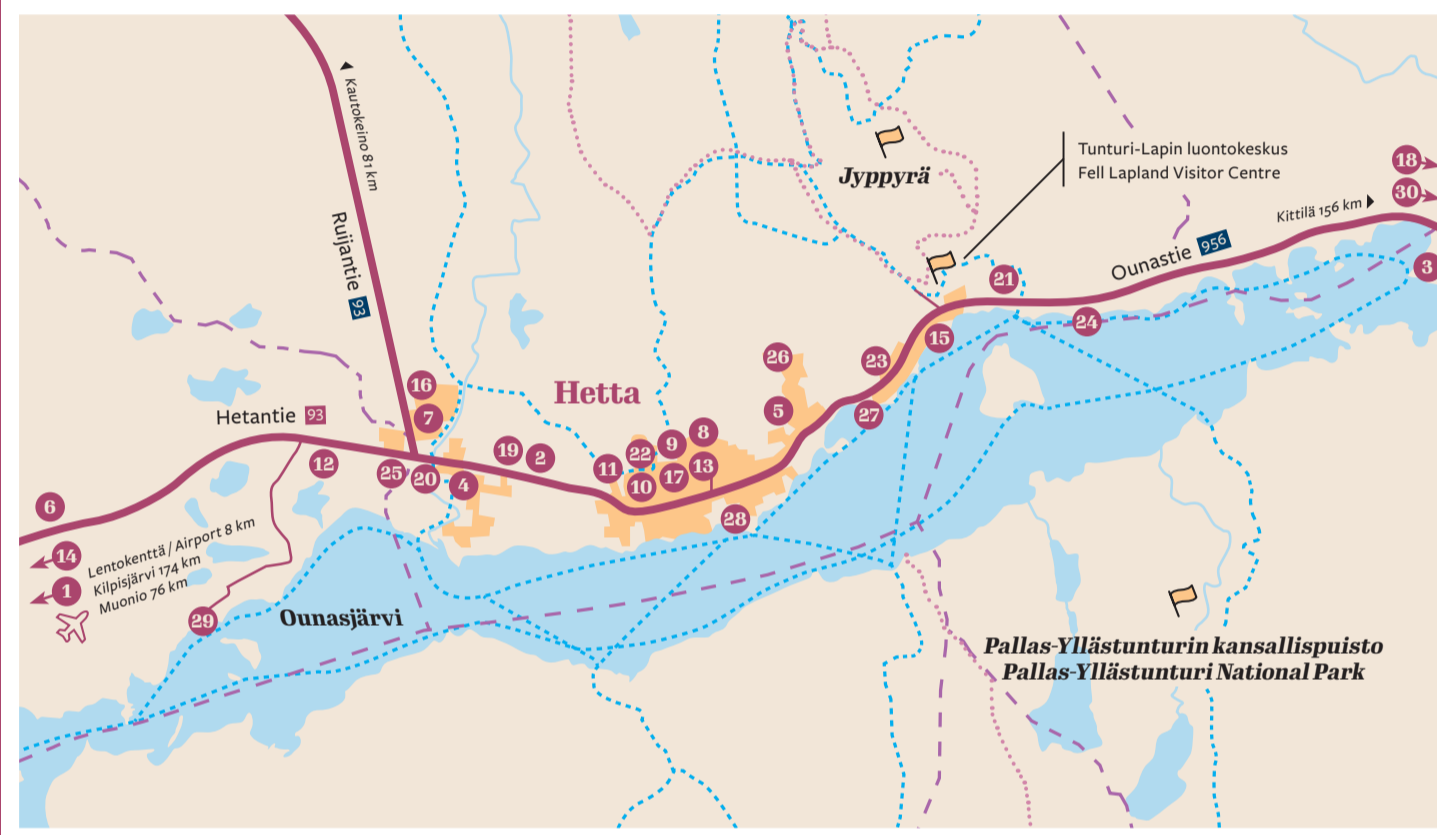 Kautokeino 81 km
Tunturi-Lapin luontokeskus
Fell Lapland Visitor Centre
Jyppyrä
18
30
Kittilä 156 km
Ruijantie 93
Ounastie 956
3
21
24
15
26
23
Hetta
16
5
27
7
Hetantie 93
8
9
22
19
2
12
11
13
25
20
4
10
17
6
28
14
Lentokenttä / Airport 8 km
1
Kilpisjärvi 174 km
Muonio 76 km
29
Ounasjärvi
Pallas-Yllästunturin kansallispuisto
Pallas-Yllästunturi National Park